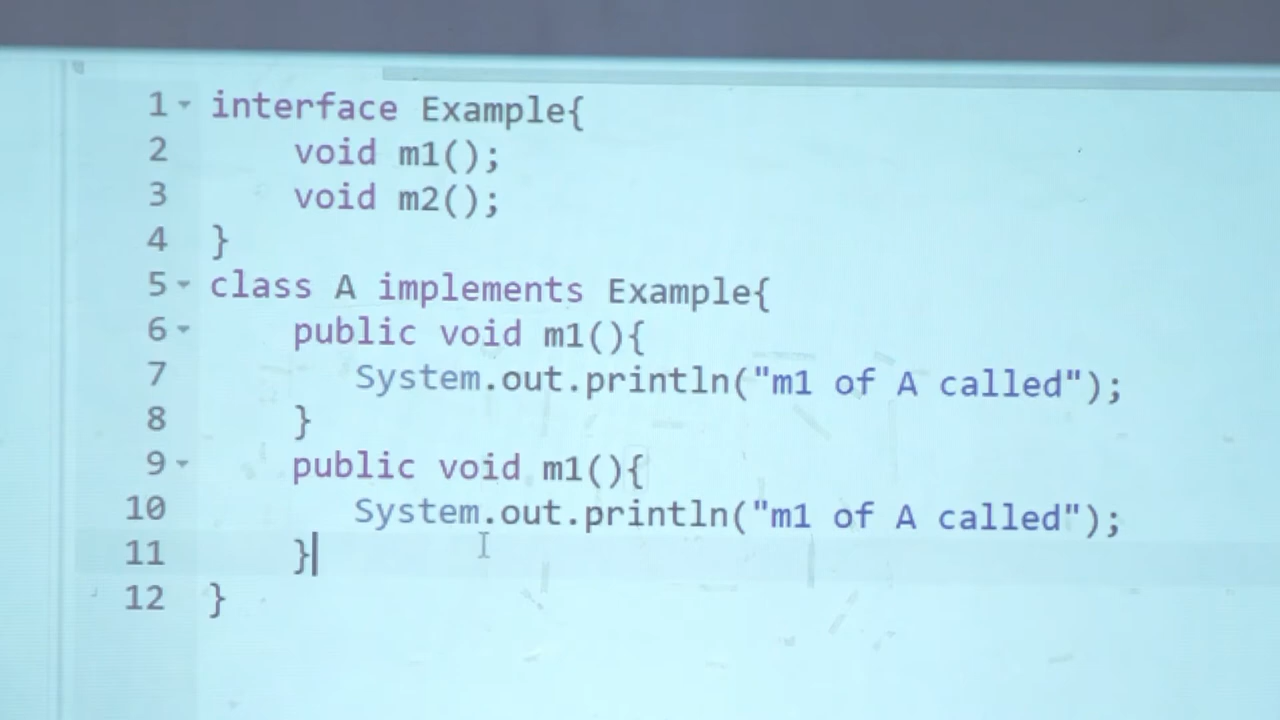 1 interface Example{
2 void m1();
3 void m2();
4 }
5 class A implements Example{
6 public void m1(){
7 System.out.println("m1 of A called");
8 }
9 public void m1(){
10 System.out.println("m1 of A called");
11 }
12 }